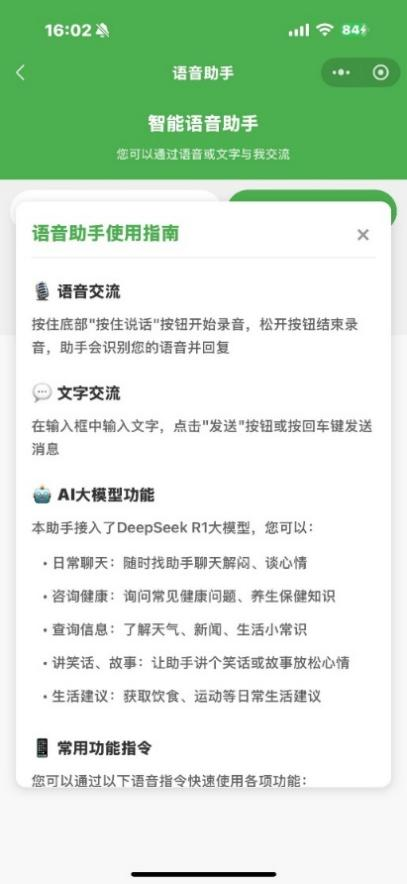 16:02
84
语音助手
智能语音助手
您可以通过语音或文字与我交流
语音助手使用指南
×
语音交流
按住底部"按住说话"按钮开始录音，松开按钮结束录
音，助手会识别您的语音并回复
文字交流
在输入框中输入文字，点击"发送"按钮或按回车键发送
消息
AI大模型功能
本助手接入了DeepSeek R1大模型，您可以：
• 日常聊天：随时找助手聊天解闷、谈心情
• 咨询健康：询问常见健康问题、养生保健知识
• 查询信息：了解天气、新闻、生活小常识
• 讲笑话、故事：让助手讲个笑话或故事放松心情
• 生活建议：获取饮食、运动等日常生活建议
常用功能指令
您可以通过以下语音指令快速使用各项功能：